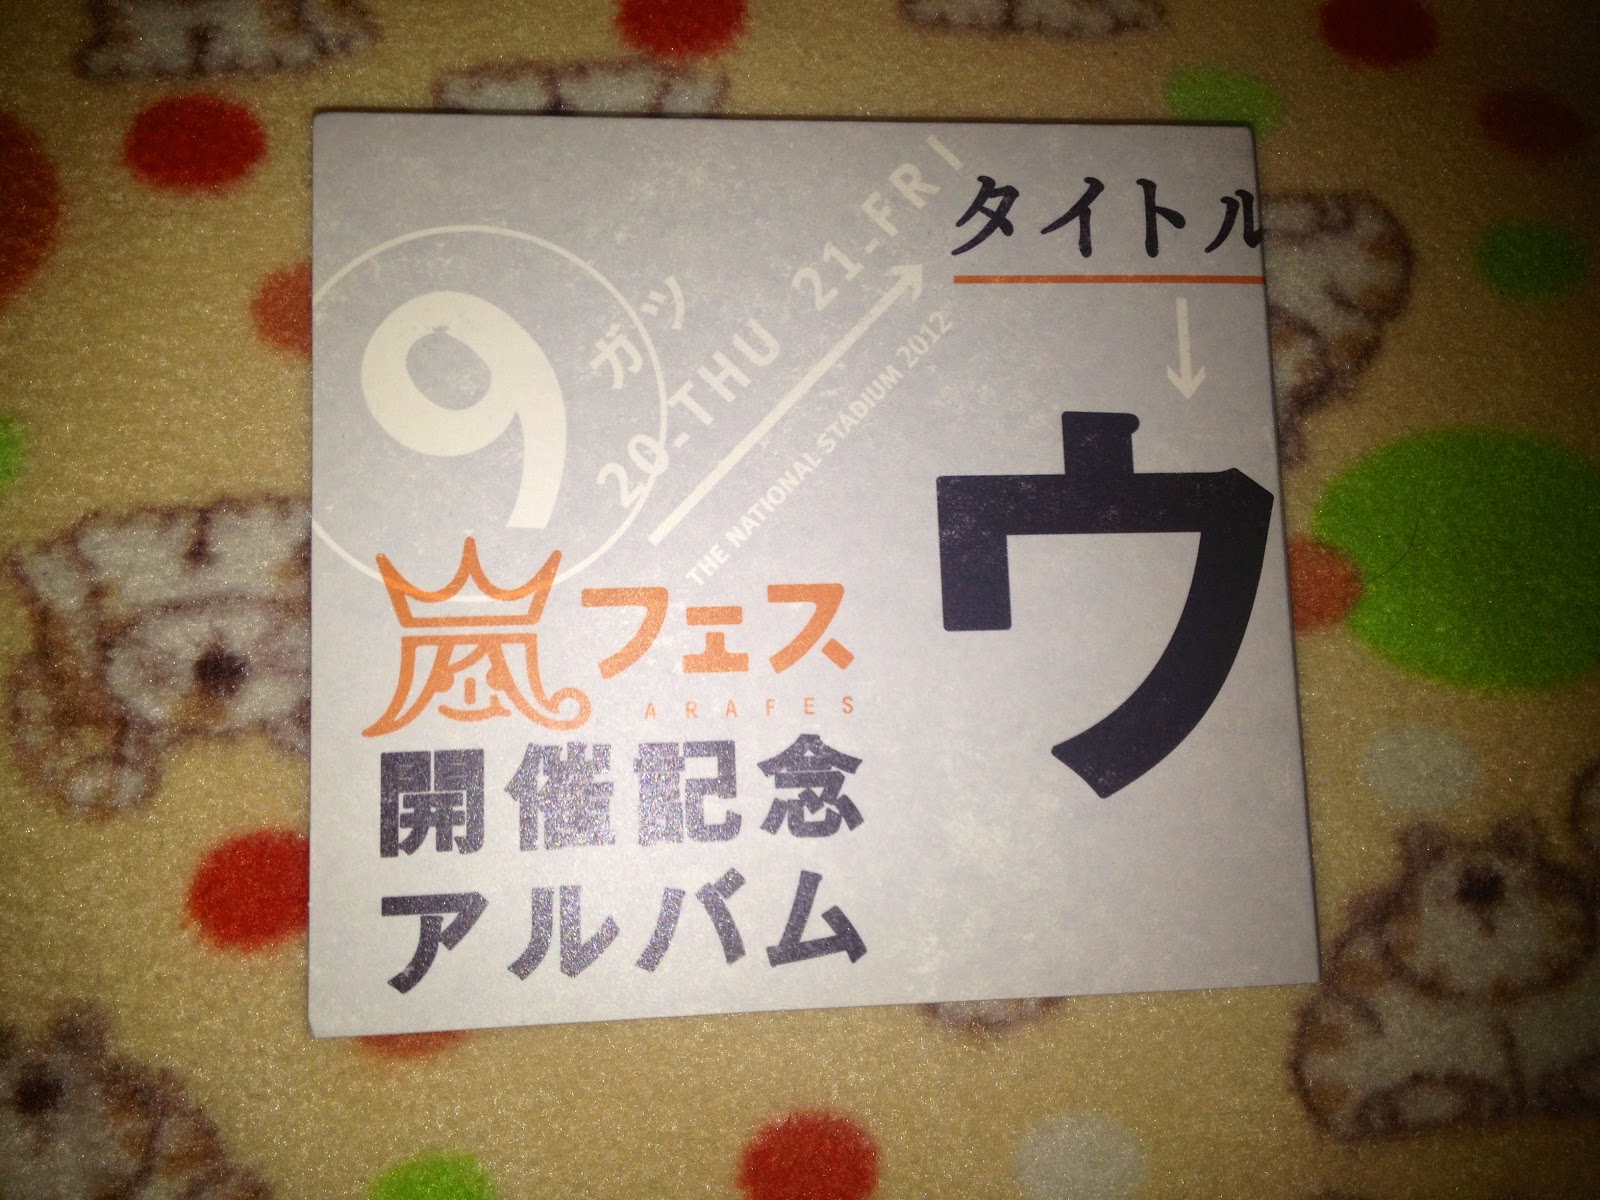 9
ガツ
20-THU 21-FRI
THE NATIONAL STADIUM 2012
タイトル
ウ
嵐フェス
ARAFES
開催記念
アルバム